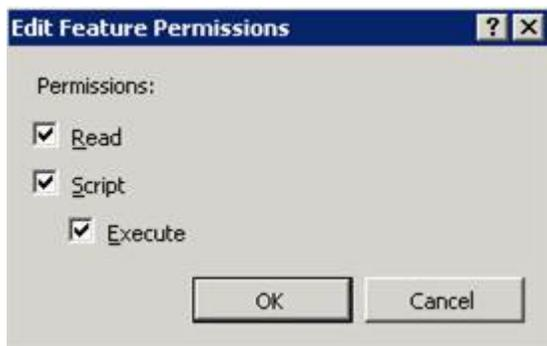 Edit Feature Permissions ?
Permissions:
Read
Script
Execute
OK Cancel